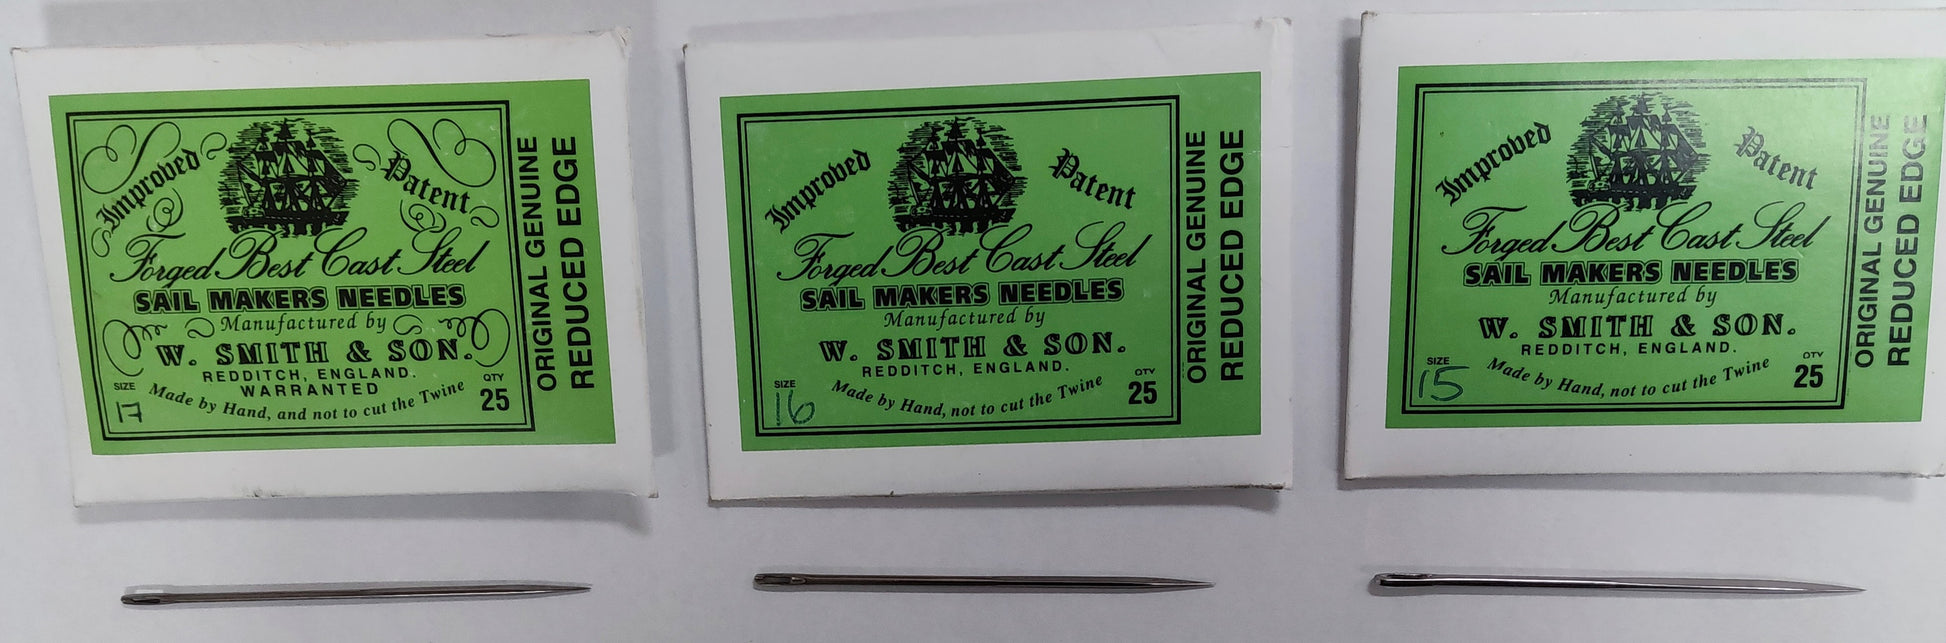 Improved Patent
Forged Best Cast Steel
SAIL MAKERS NEEDLES
Manufactured by
W. SMITH & SON.
REDDITCH, ENGLAND.
WARRANTED
Made by Hand, and not to cut the Twine
SIZE
17
QTY
25
ORIGINAL GENUINE
REDUCED EDGE
Improved Patent
Forged Best Cast Steel
SAIL MAKERS NEEDLES
Manufactured by
W. SMITH & SON.
REDDITCH, ENGLAND.
Made by Hand, not to cut the Twine
SIZE
16
QTY
25
ORIGINAL GENUINE
REDUCED EDGE
Improved Patent
Forged Best Cast Steel
SAIL MAKERS NEEDLES
Manufactured by
W. SMITH & SON.
REDDITCH, ENGLAND.
Made by Hand, not to cut the Twine
SIZE
15
QTY
25
ORIGINAL GENUINE
REDUCED EDGE